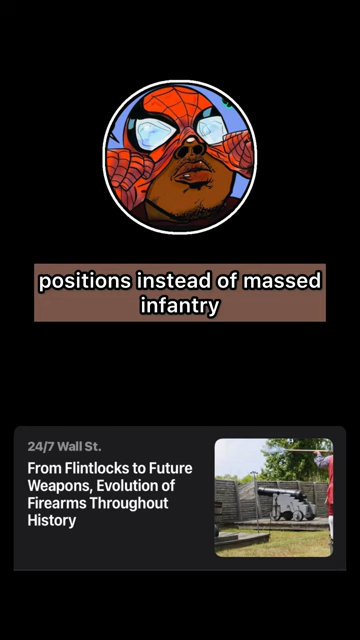 positions instead of massed
infantry
24/7 Wall St.
From Flintlocks to Future
Weapons, Evolution of
Firearms Throughout
History